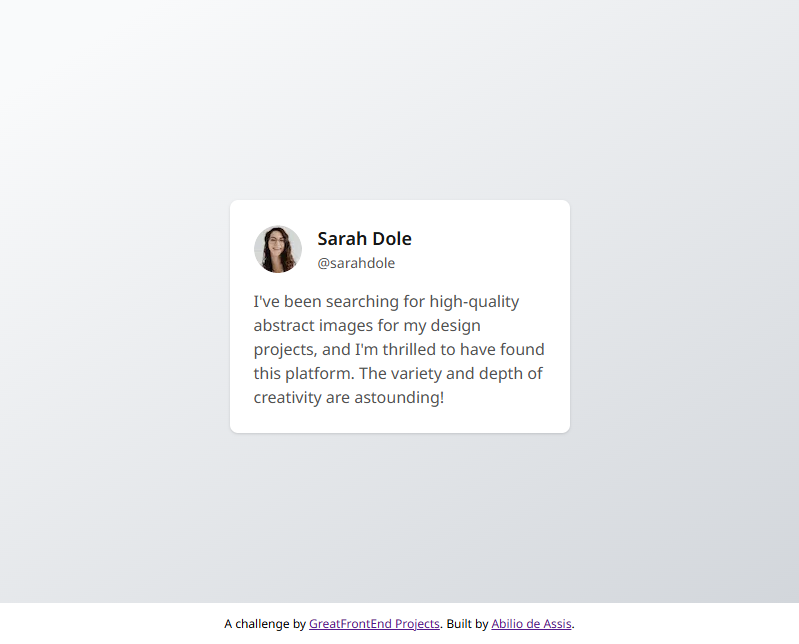 Sarah Dole
@sarahdole
I've been searching for high-quality
abstract images for my design
projects, and I'm thrilled to have found
this platform. The variety and depth of
creativity are astounding!
A challenge by GreatFrontEnd Projects. Built by Abilio de Assis.